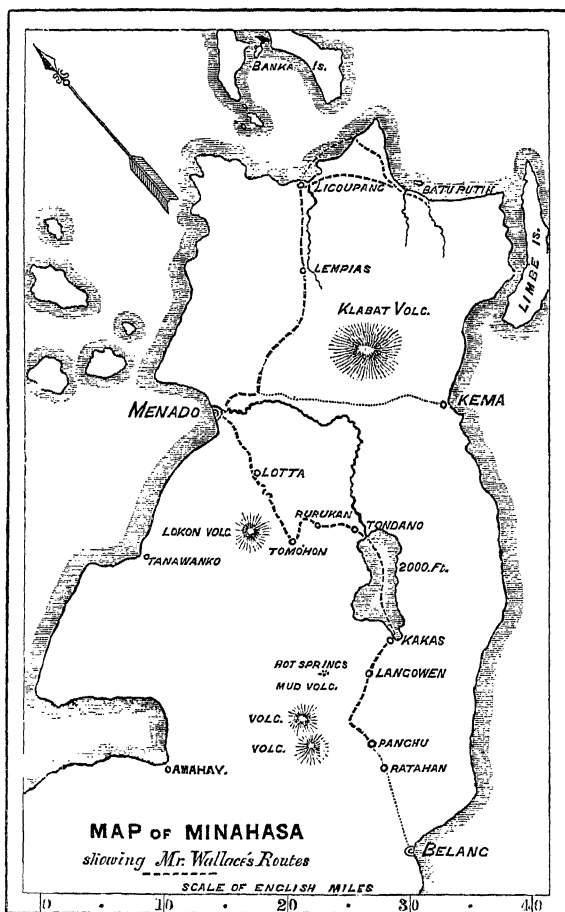 BANKA IS.
LICOUPANG
BATU PUTIH
LIMBE IS.
LEMPIAS
KLABAT VOLC.
MENADO
KEMA
LOTTA
RURUKAN
TONDANO
LOKON VOLC.
TOMOHON
TANAWANKO
2000.FT.
KAKAS
HOT SPRINGS
MUD VOLC.
LANGOWEN
VOLC.
VOLC.
PANGHU
RATAHAN
AMAHAY.
MAP OF MINAHASA
showing Mr. Wallace's Routes
BELANG
SCALE OF ENGLISH MILES
0 10 20 30 40